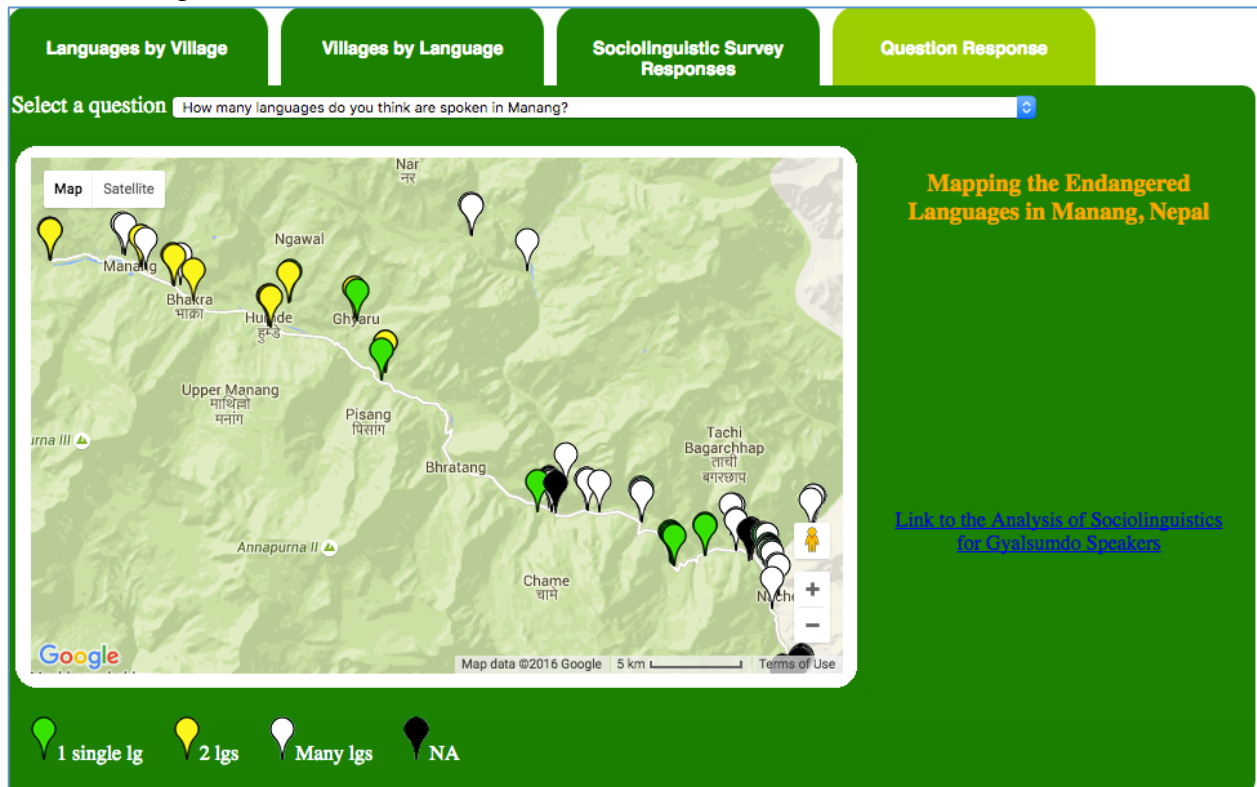 Languages by Village
Villages by Language
Sociolinguistic Survey
Responses
Question Response
Select a question How many languages do you think are spoken in Manang?
Map Satellite
Nar
नर
Ngawal
Manang
Bhakra
भाक्रा
Humde
हुम्डे
Ghyaru
Upper Manang
माथिल्लो
मनांग
Pisang
पिसांग
Bhratang
Tachi
Bagarchhap
ताची
बगरछाप
urna III
Annapurna II
Chame
चामे
Nache
+
−
Google
Map data ©2016 Google 5 km Terms of Use
Mapping the Endangered
Languages in Manang, Nepal
Link to the Analysis of Sociolinguistics
for Gyalsumdo Speakers
1 single lg 2 lgs Many lgs NA